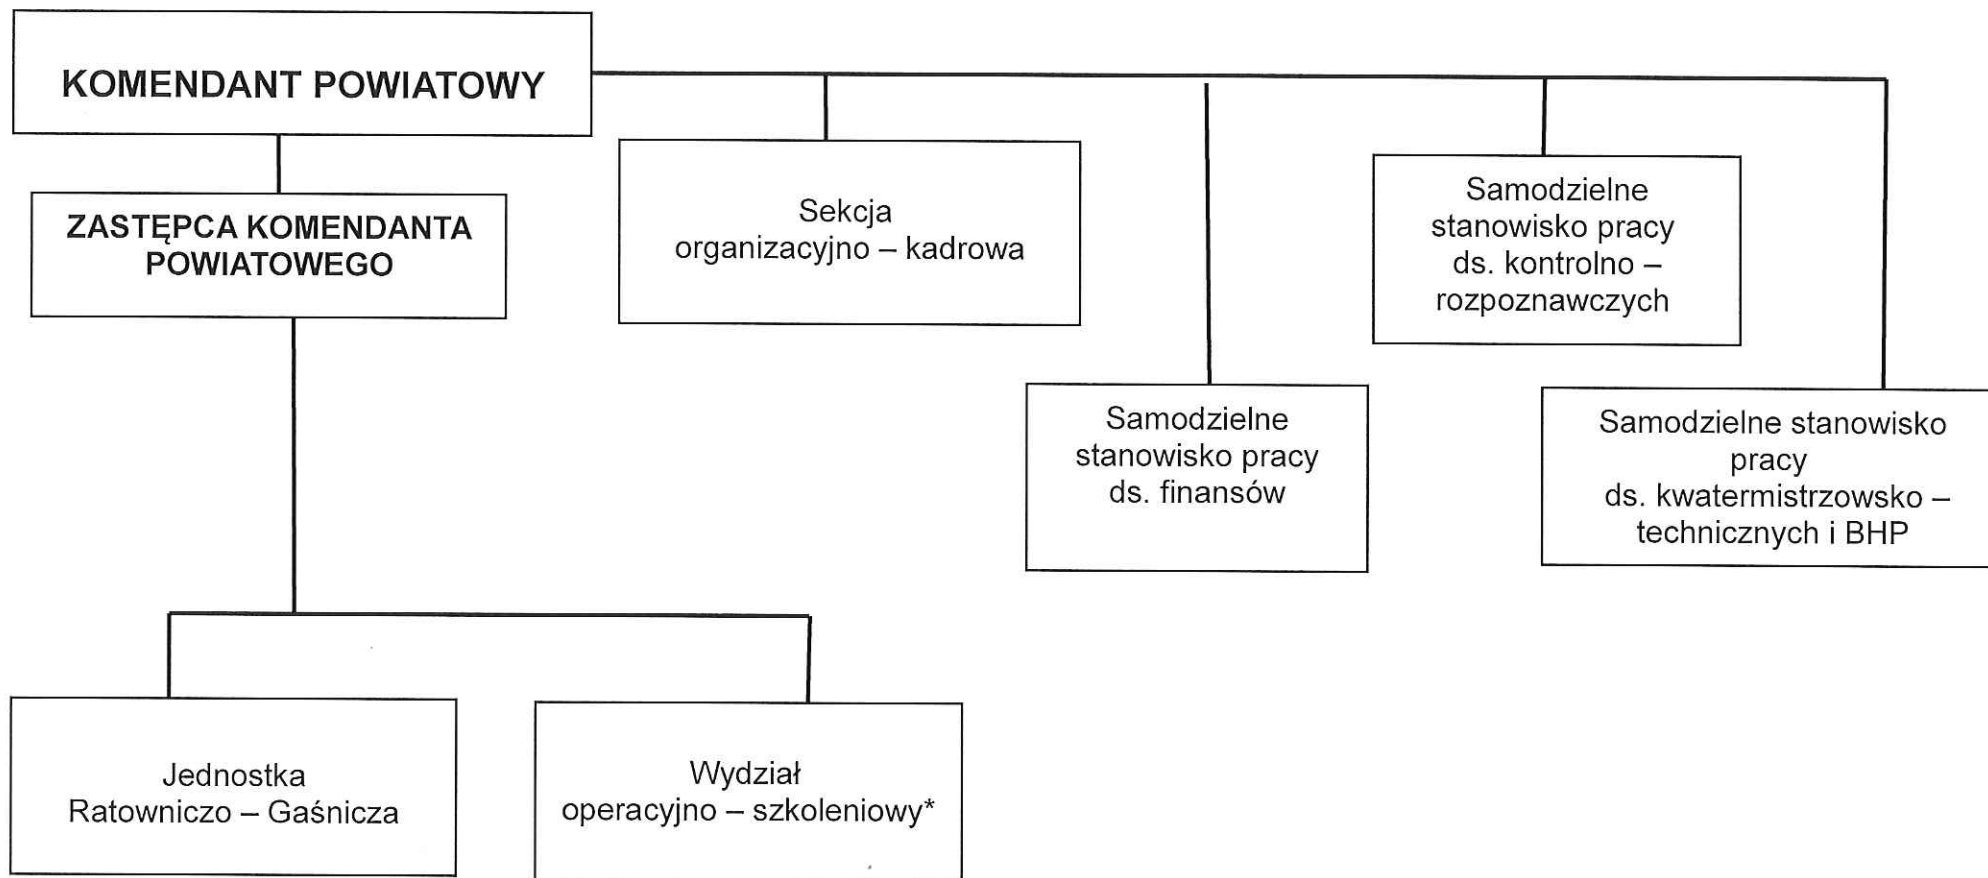 KOMENDANT POWIATOWY
ZASTĘPCA KOMENDANTA
POWIATOWEGO
Sekcja
organizacyjno – kadrowa
Samodzielne
stanowisko pracy
ds. kontrolno –
rozpoznawczych
Samodzielne
stanowisko pracy
ds. finansów
Samodzielne stanowisko
pracy
ds. kwatermistrzowsko –
technicznych i BHP
Jednostka
Ratowniczo – Gaśnicza
Wydział
operacyjno – szkoleniowy*